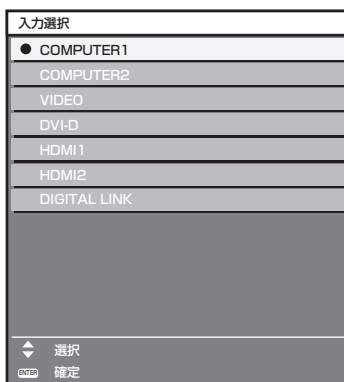 入力選択
● COMPUTER1
COMPUTER2
VIDEO
DVI-D
HDMI1
HDMI2
DIGITAL LINK
選択
ENTER 確定